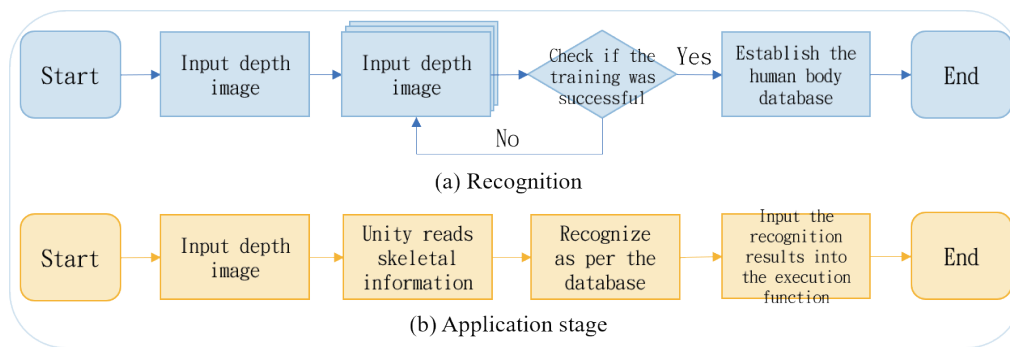 Start
Input depth
image
Input depth
image
Check if the
training was
successful
Yes
Establish the
human body
database
End
No
(a) Recognition
Start
Input depth
image
Unity reads
skeletal
information
Recognize
as per the
database
Input the
recognition
results into
the execution
function
End
(b) Application stage